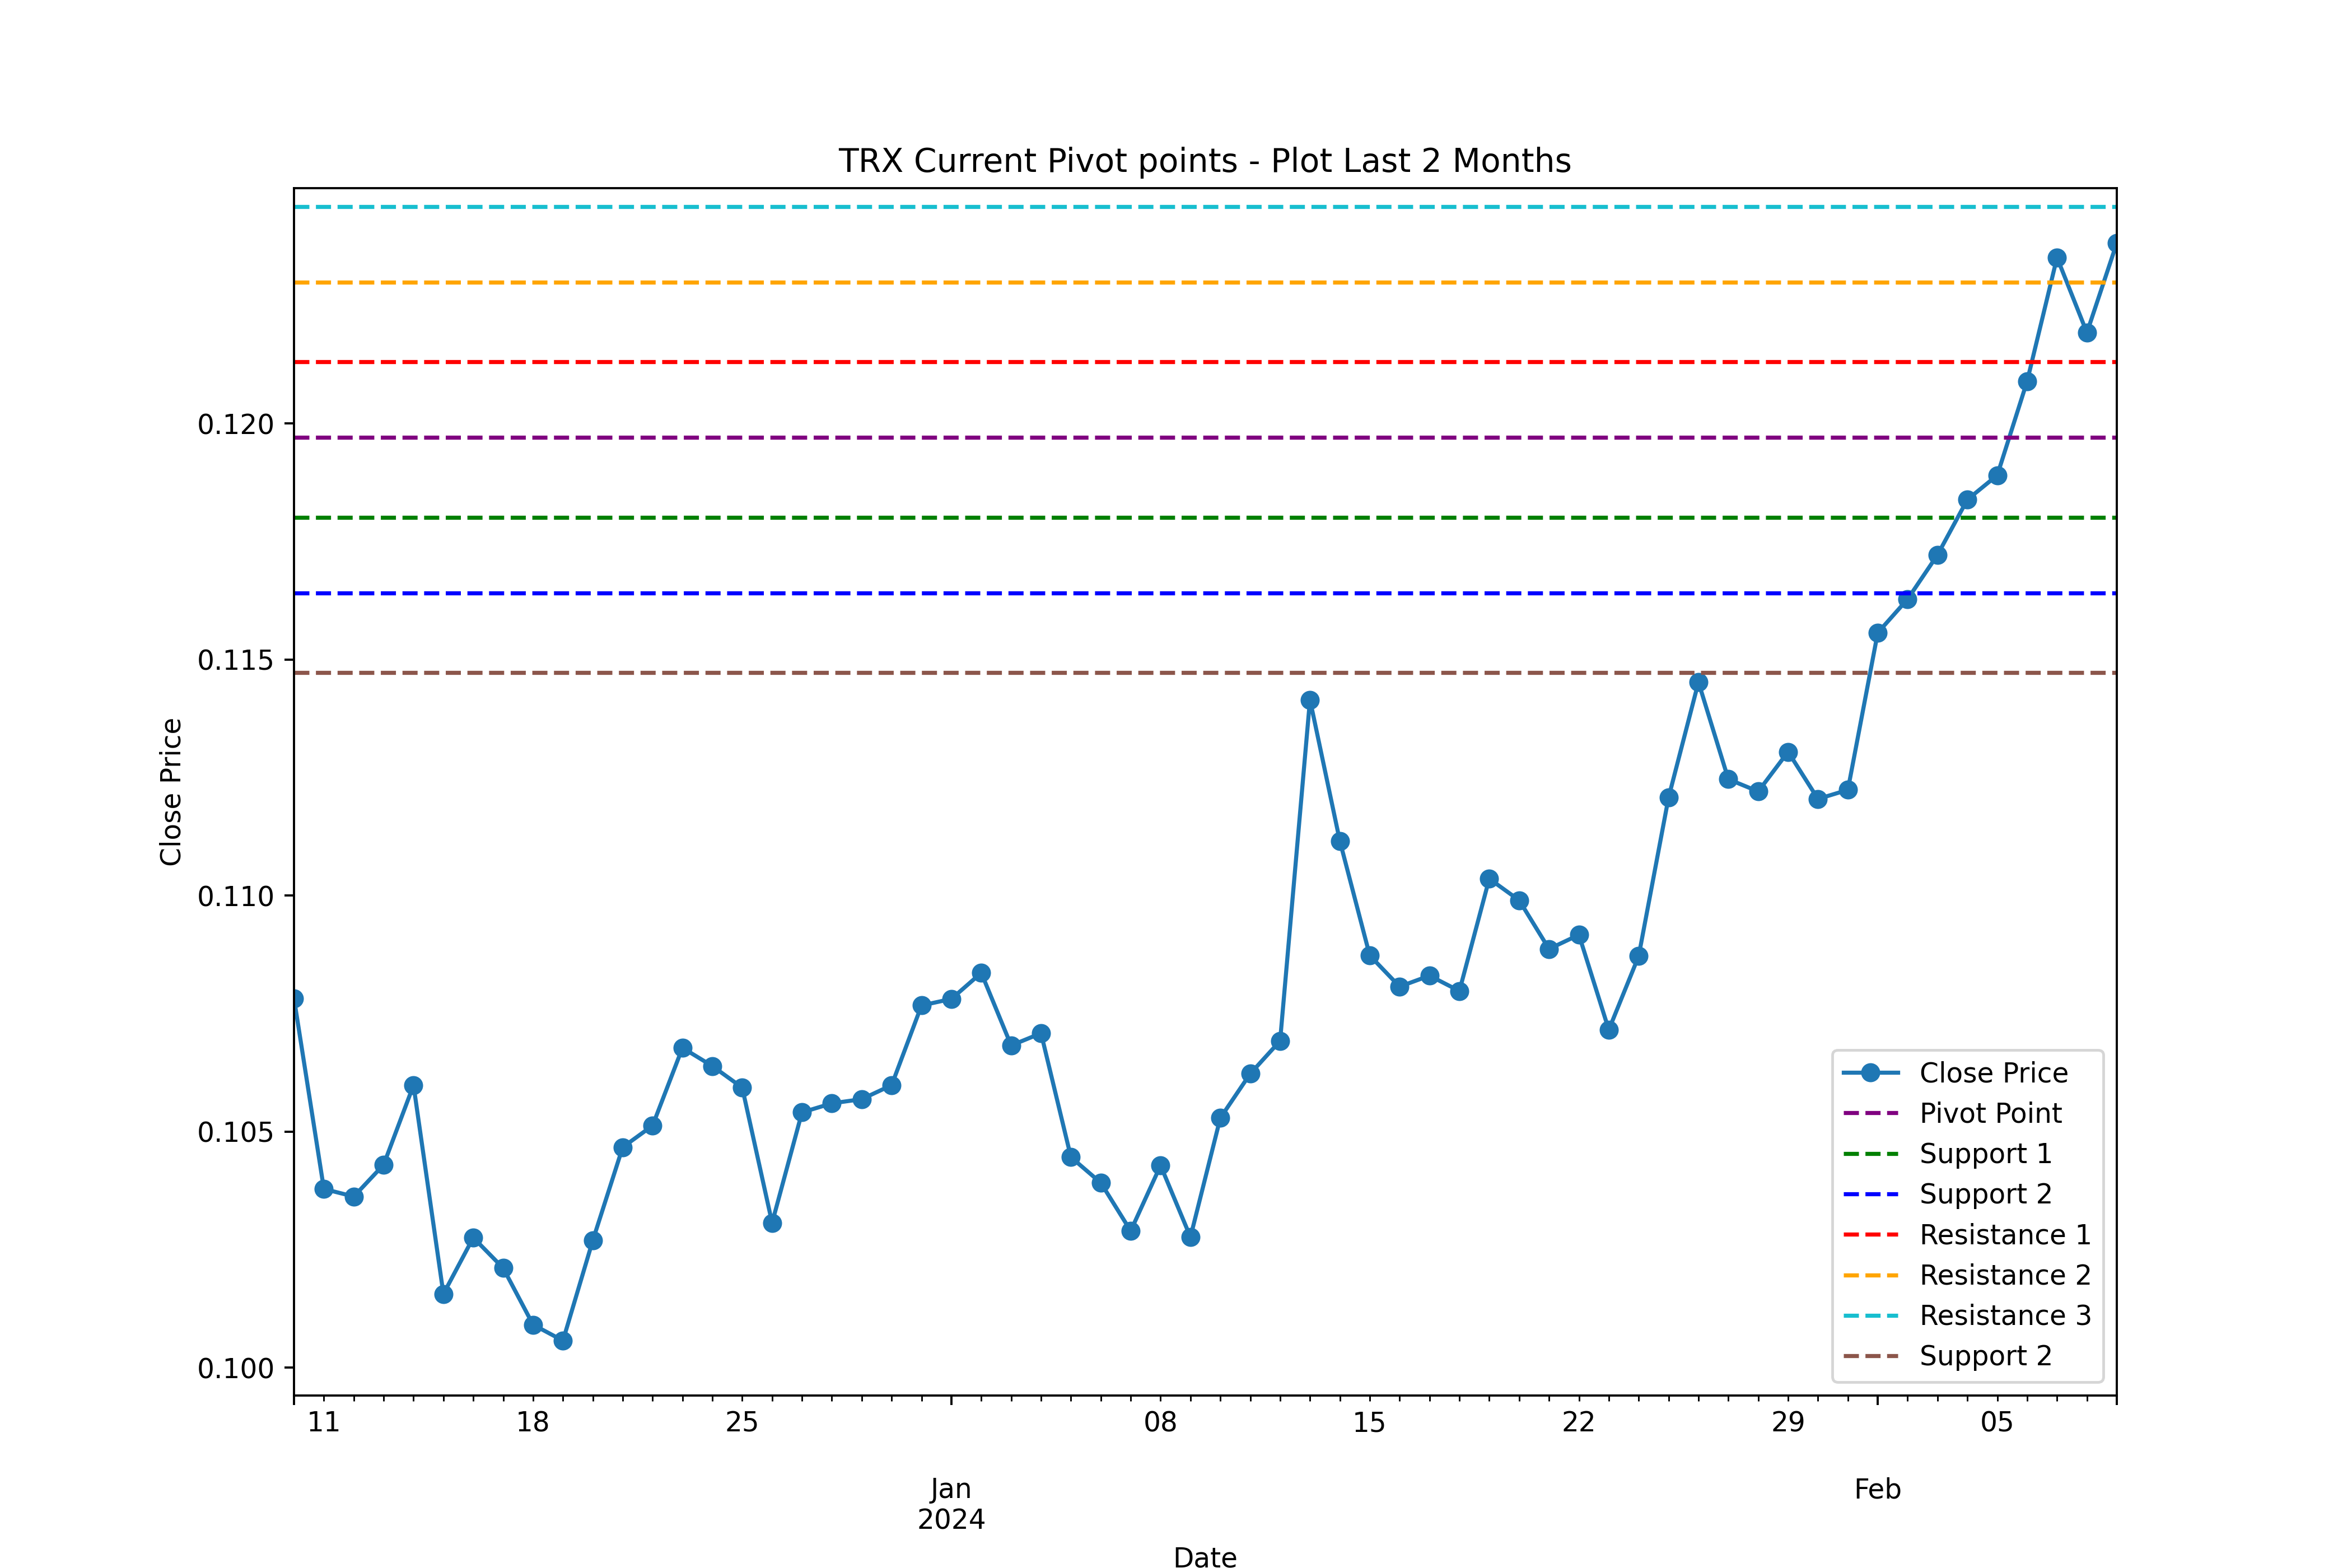 TRX Current Pivot points - Plot Last 2 Months
0.120
0.115
0.110
0.105
0.100
Close Price
Close Price
Pivot Point
Support 1
Support 2
Resistance 1
Resistance 2
Resistance 3
Support 2
11 18 25 08 15 22 29 05
Jan Feb
2024
Date